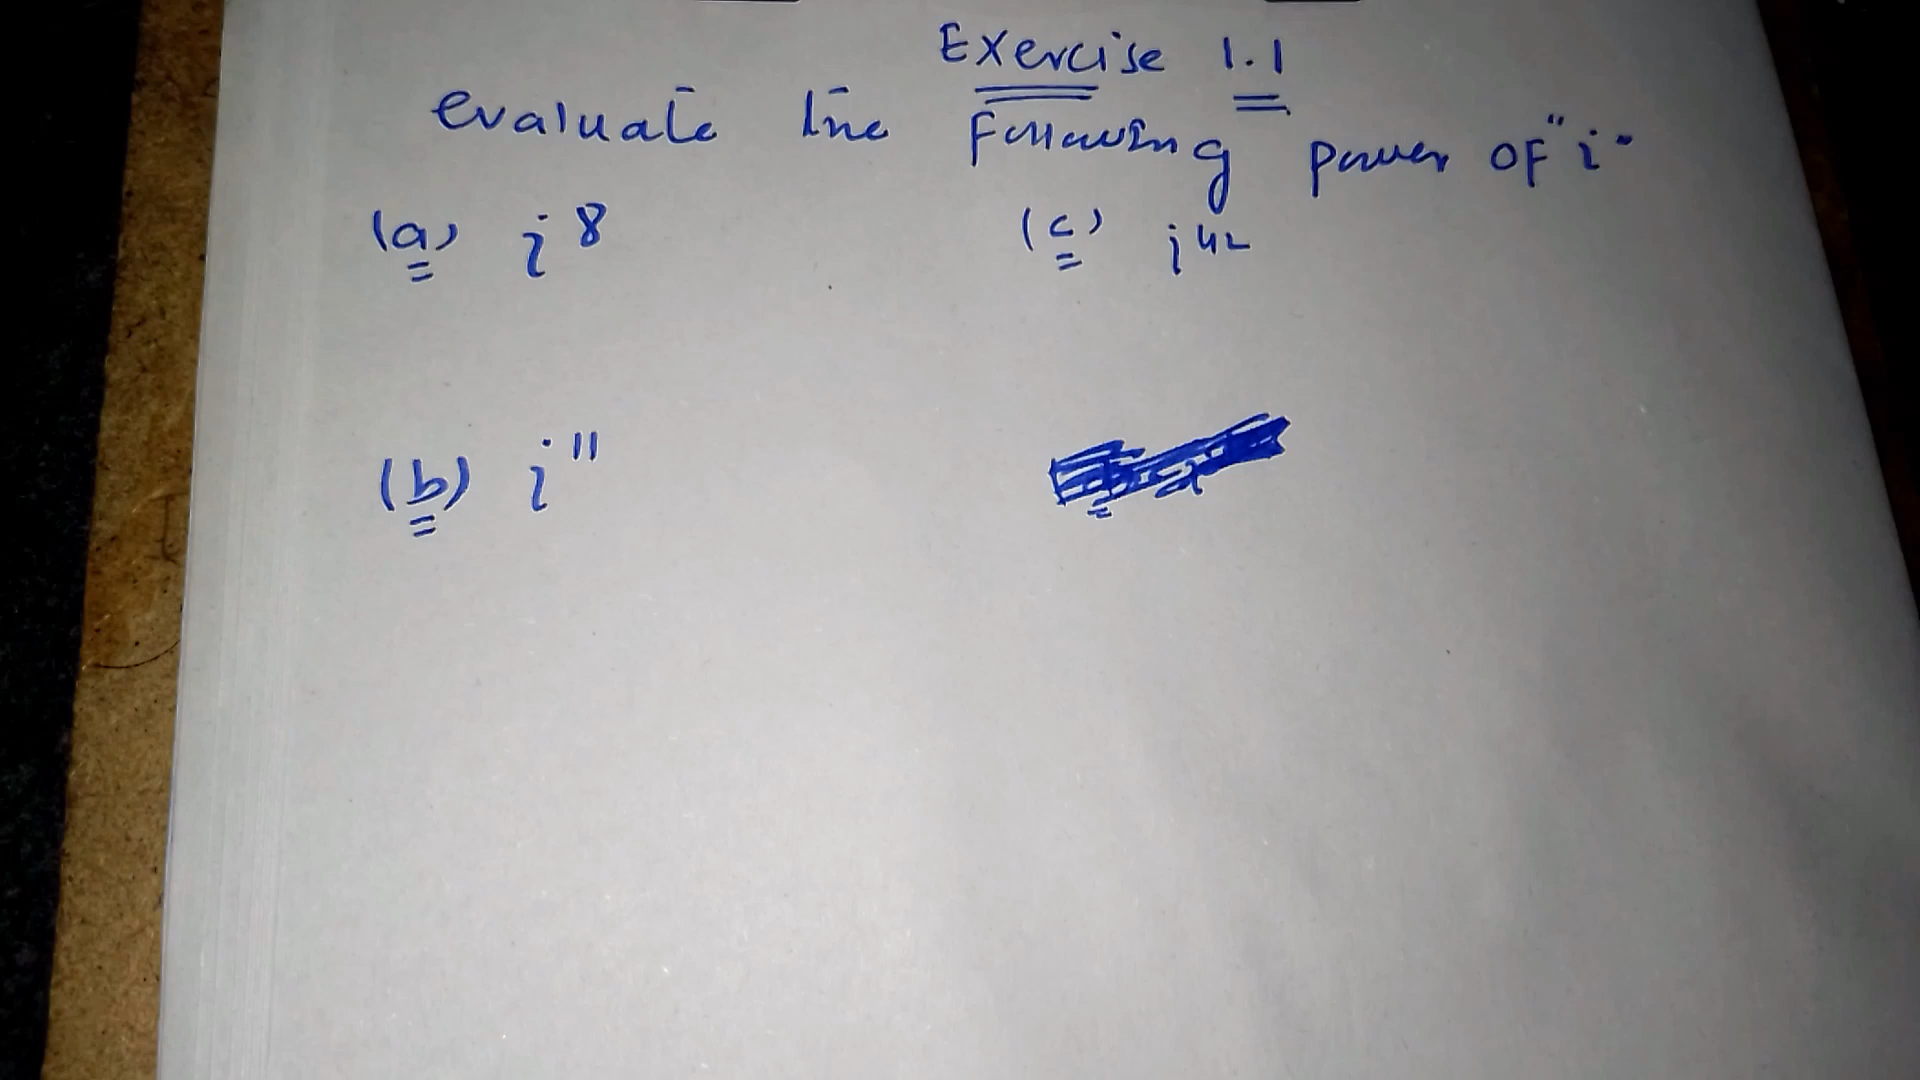 Exercise 1.1
evaluate the following power of "i"
(a) i⁸ (c) i⁴²
(b) i¹¹